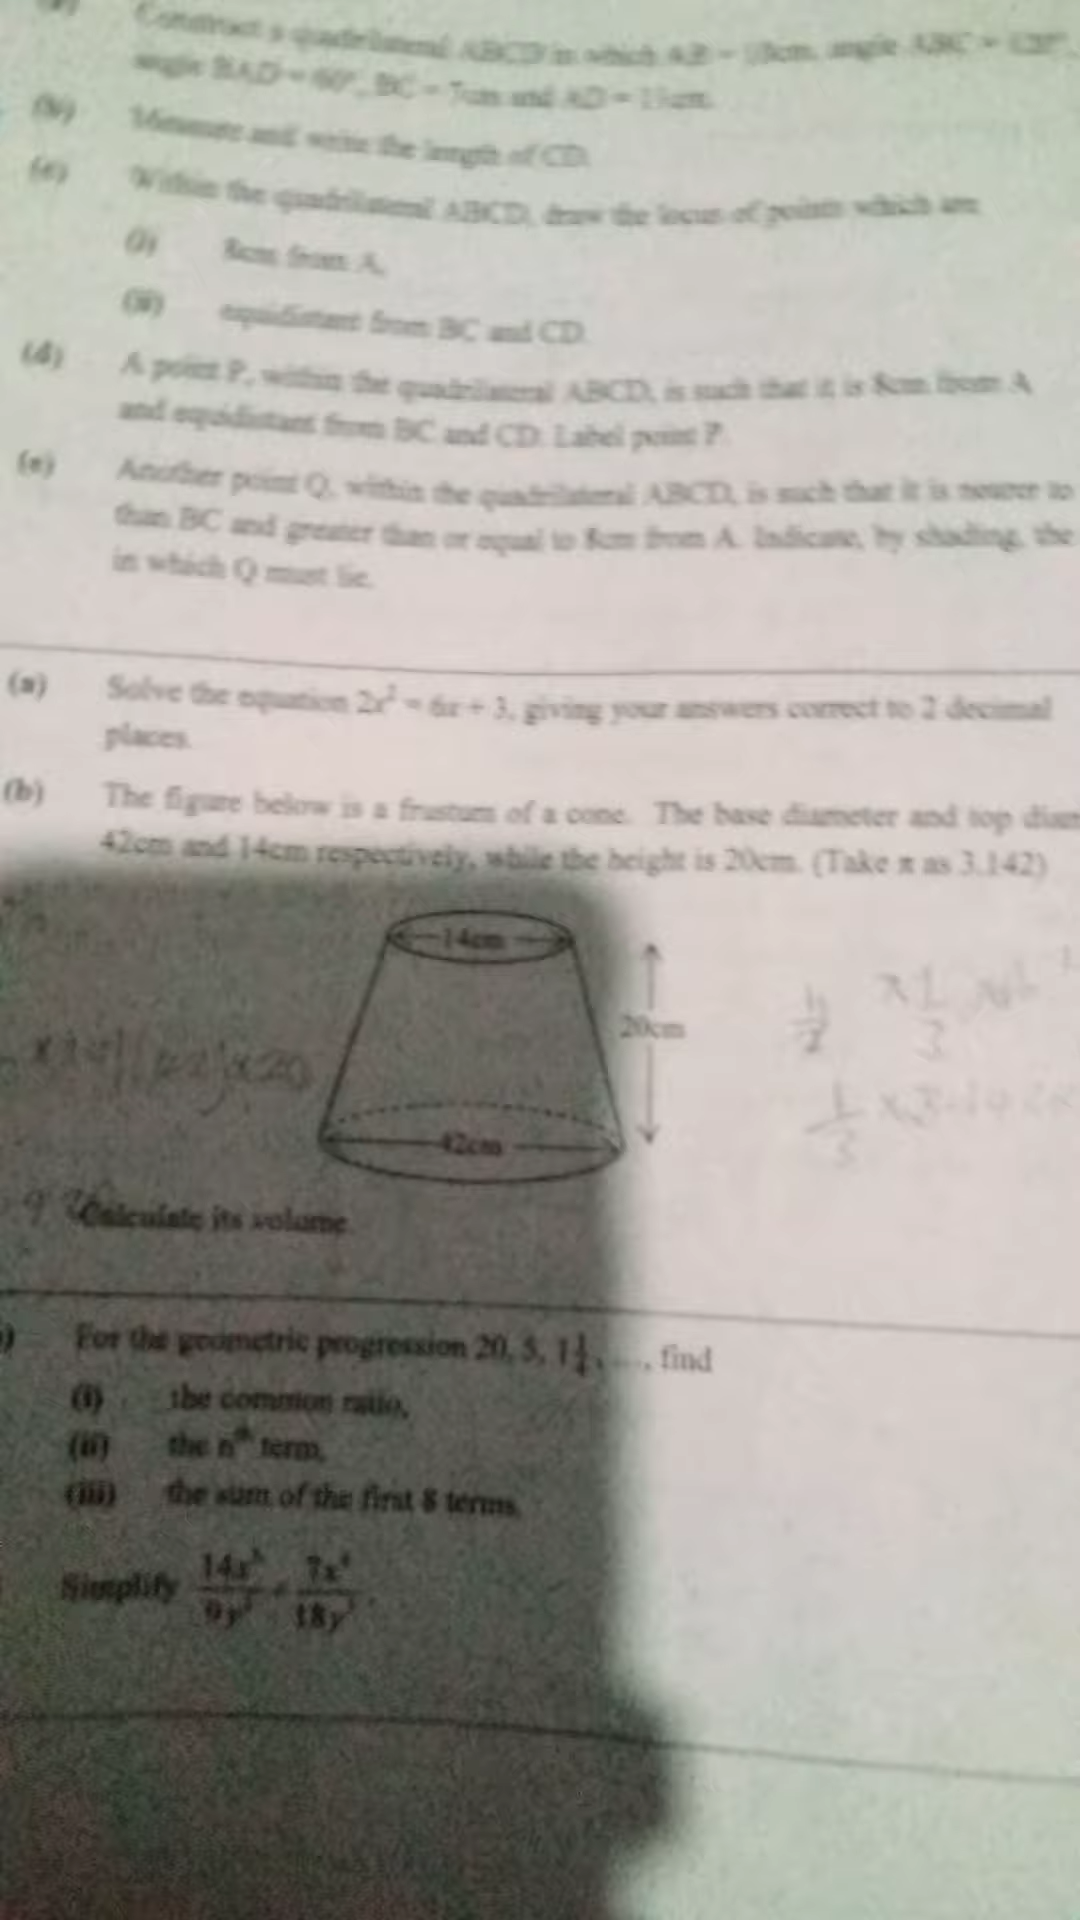 Construct a quadrilateral ABCD in which AB = 10cm, angle ABC = 120°,
angle BAD = 60°, BC = 7cm and AD = 11cm.
(b) Measure and write the length of CD.
(c) Within the quadrilateral ABCD, draw the locus of points which are
(i) 8cm from A,
(ii) equidistant from BC and CD.
(d) A point P, within the quadrilateral ABCD, is such that it is 8cm from A
and equidistant from BC and CD. Label point P.
(e) Another point Q, within the quadrilateral ABCD, is such that it is nearer to
than BC and greater than or equal to 8cm from A. Indicate, by shading, the
in which Q must lie.
(a) Solve the equation 2x² = 6x + 3, giving your answers correct to 2 decimal
places.
(b) The figure below is a frustum of a cone. The base diameter and top diam
42cm and 14cm respectively, while the height is 20cm. (Take π as 3.142)
14cm
20cm
42cm
Calculate its volume.
For the geometric progression 20, 5, 1¼, ..., find
(i) the common ratio,
(ii) the nth term,
(iii) the sum of the first 8 terms.
Simplify